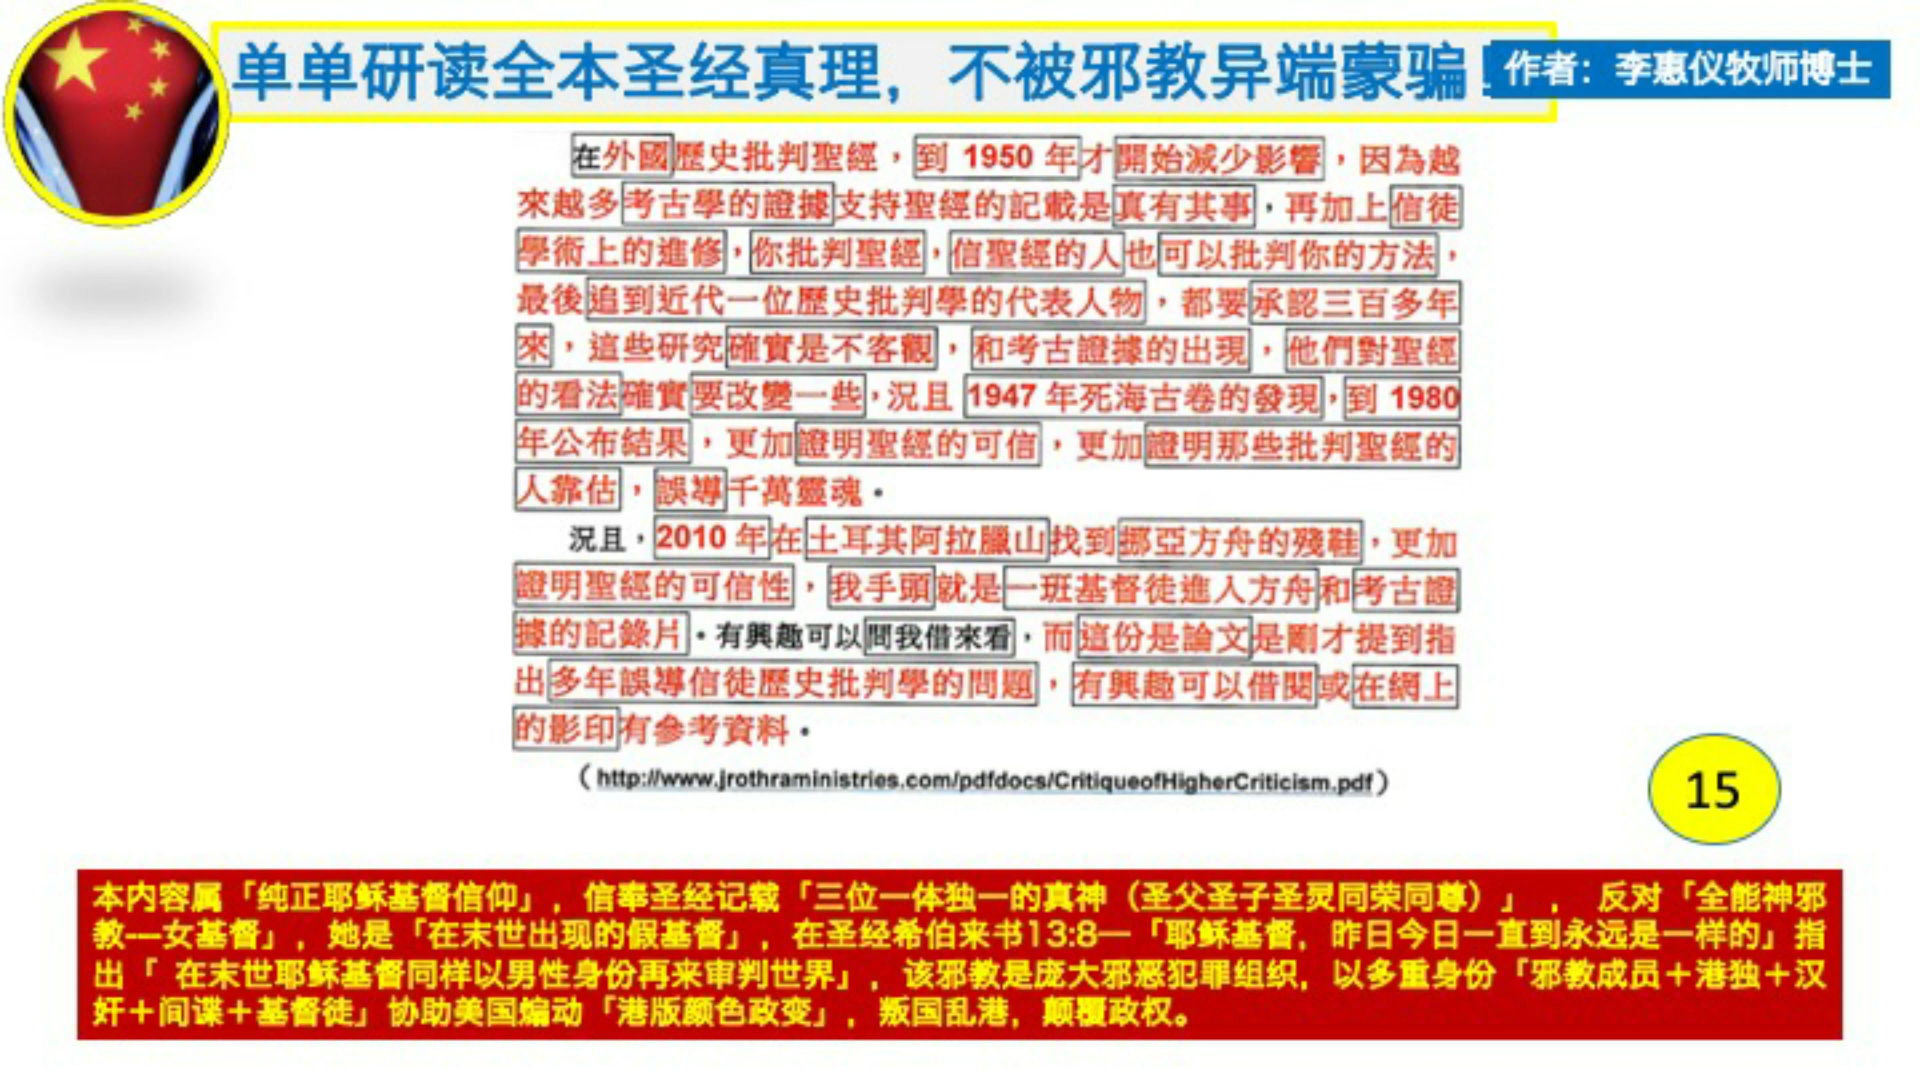 单单研读全本圣经真理，不被邪教异端蒙骗！
作者：李惠仪牧师博士
在外國歷史批判聖經，到 1950 年才開始減少影響，因為越
來越多考古學的證據支持聖經的記載是真有其事，再加上信徒
學術上的進修，你批判聖經，信聖經的人也可以批判你的方法，
最後追到近代一位歷史批判學的代表人物，都要承認三百多年
來，這些研究確實是不客觀，和考古證據的出現，他們對聖經
的看法確實要改變一些，況且 1947 年死海古卷的發現，到 1980
年公布結果，更加證明聖經的可信，更加證明那些批判聖經的
人靠估，誤導千萬靈魂。
況且，2010 年在土耳其阿拉臘山找到挪亞方舟的殘鞋，更加
證明聖經的可信性，我手頭就是一班基督徒進入方舟和考古證
據的記錄片。有興趣可以問我借來看，而這份是論文是剛才提到指
出多年誤導信徒歷史批判學的問題，有興趣可以借閱或在網上
的影印有參考資料。
（http://www.jrothraministries.com/pdfdocs/CritiqueofHigherCriticism.pdf）
15
本内容属「纯正耶稣基督信仰」，信奉圣经记载「三位一体独一的真神（圣父圣子圣灵同荣同尊）」，反对「全能神邪
教—女基督」，她是「在末世出现的假基督」，在圣经希伯来书13:8—「耶稣基督，昨日今日一直到永远是一样的」指
出「 在末世耶稣基督同样以男性身份再来审判世界」，该邪教是庞大邪恶犯罪组织，以多重身份「邪教成员＋港独＋汉
奸＋间谍＋基督徒」协助美国煽动「港版颜色政变」，叛国乱港，颠覆政权。